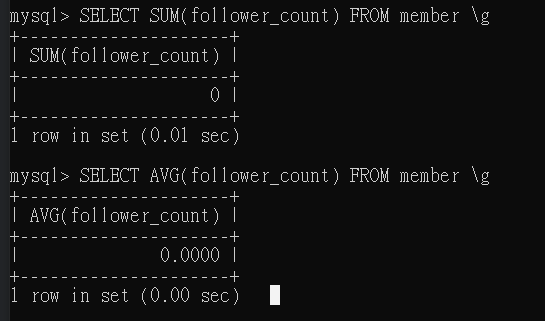 mysql> SELECT SUM(follower_count) FROM member \g
+---------------------+
| SUM(follower_count) |
+---------------------+
|                   0 |
+---------------------+
1 row in set (0.01 sec)

mysql> SELECT AVG(follower_count) FROM member \g
+---------------------+
| AVG(follower_count) |
+---------------------+
|              0.0000 |
+---------------------+
1 row in set (0.00 sec)